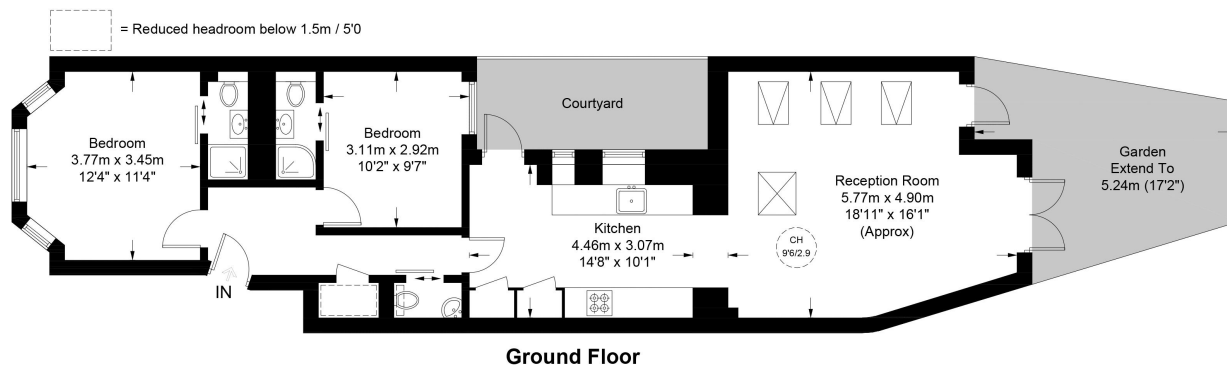 = Reduced headroom below 1.5m / 5'0
Courtyard
Bedroom
3.77m x 3.45m
12'4" x 11'4"
Bedroom
3.11m x 2.92m
10'2" x 9'7"
Garden
Extend To
5.24m (17'2")
Reception Room
5.77m x 4.90m
18'11" x 16'1"
(Approx)
Kitchen
4.46m x 3.07m
14'8" x 10'1"
CH
9'6/2.9
IN
Ground Floor